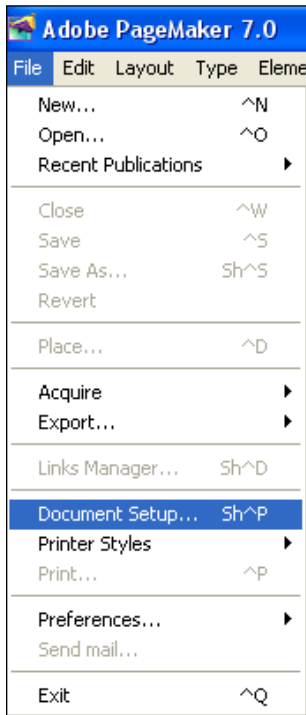 Adobe PageMaker 7.0
File Edit Layout Type Eleme
New... ^N
Open... ^O
Recent Publications
Close ^W
Save ^S
Save As... Sh^S
Revert
Place... ^D
Acquire
Export...
Links Manager... Sh^D
Document Setup... Sh^P
Printer Styles
Print... ^P
Preferences...
Send mail...
Exit ^Q